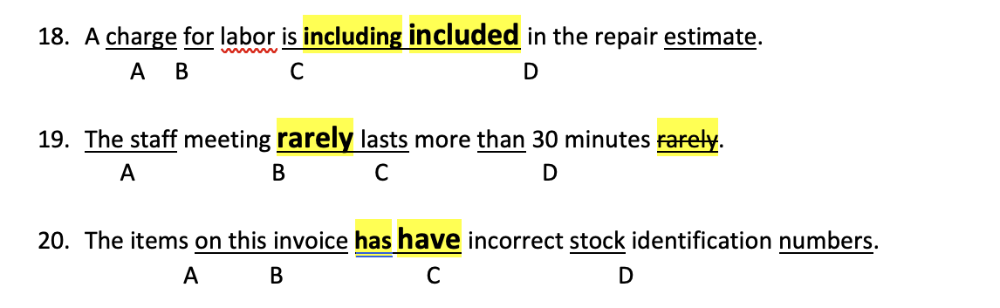 18. A charge for labor is including included in the repair estimate.
A B C D
19. The staff meeting rarely lasts more than 30 minutes rarely.
A B C D
20. The items on this invoice has have incorrect stock identification numbers.
A B C D